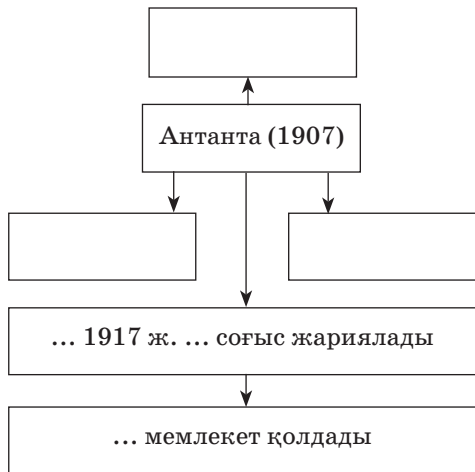 Антанта (1907)
... 1917 ж. ... соғыс жариялады
... мемлекет қолдады